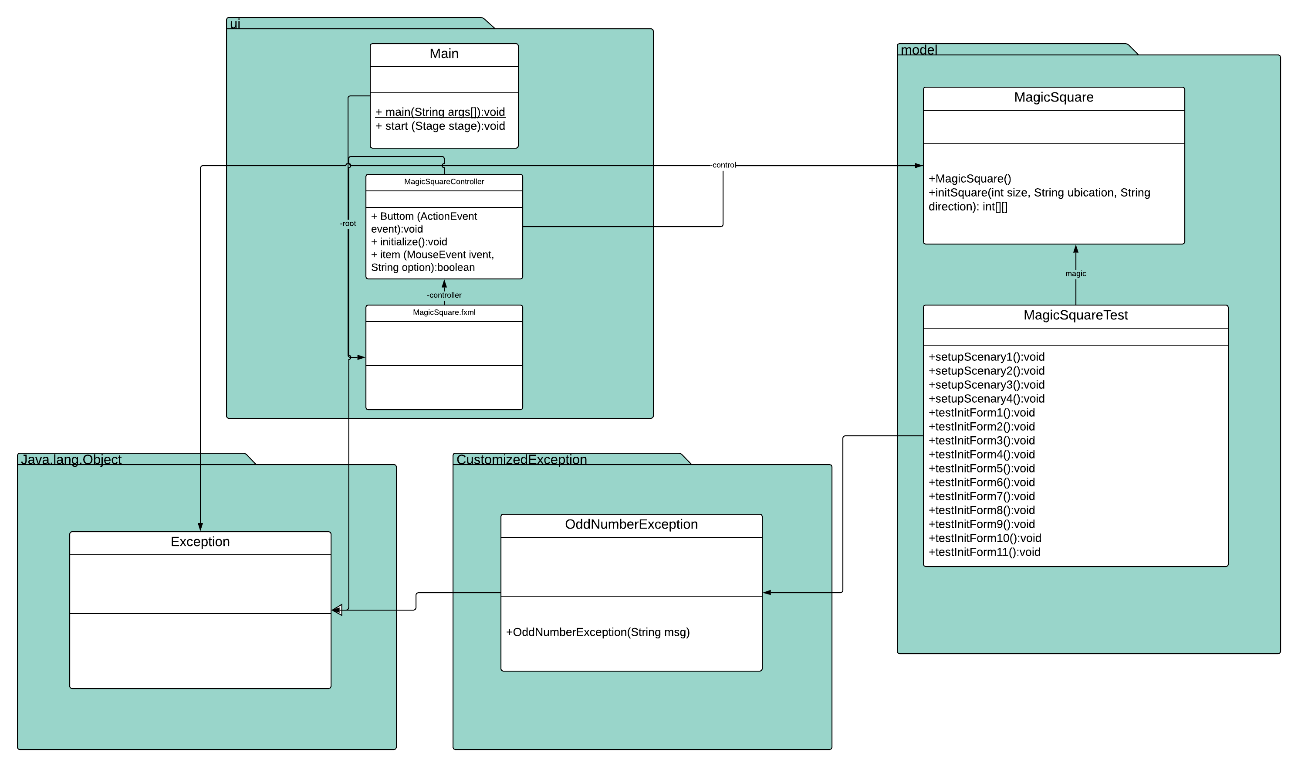 ui
Main
+ main(String args[]):void
+ start (Stage stage):void
MagicSquareController
+ Buttom (ActionEvent
event):void
+ initialize():void
+ item (MouseEvent ivent,
String option):boolean
-root
-controller
MagicSquare.fxml
-control
model
MagicSquare
+MagicSquare()
+initSquare(int size, String ubication, String
direction): int[][]
magic
MagicSquareTest
+setupScenary1():void
+setupScenary2():void
+setupScenary3():void
+setupScenary4():void
+testInitForm1():void
+testInitForm2():void
+testInitForm3():void
+testInitForm4():void
+testInitForm5():void
+testInitForm6():void
+testInitForm7():void
+testInitForm8():void
+testInitForm9():void
+testInitForm10():void
+testInitForm11():void
Java.lang.Object
Exception
CustomizedException
OddNumberException
+OddNumberException(String msg)